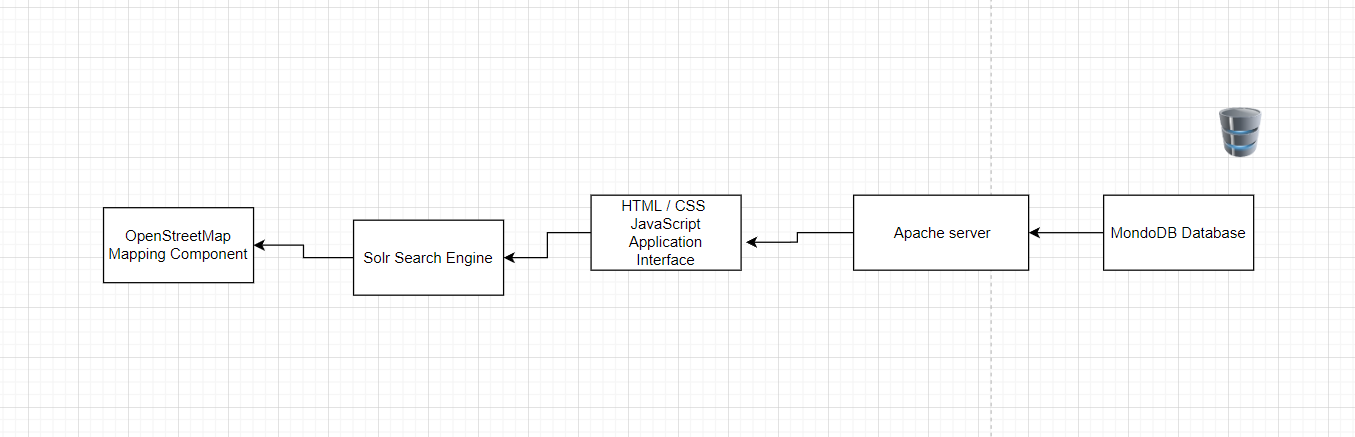 OpenStreetMap
Mapping Component
Solr Search Engine
HTML / CSS
JavaScript
Application
Interface
Apache server
MondoDB Database